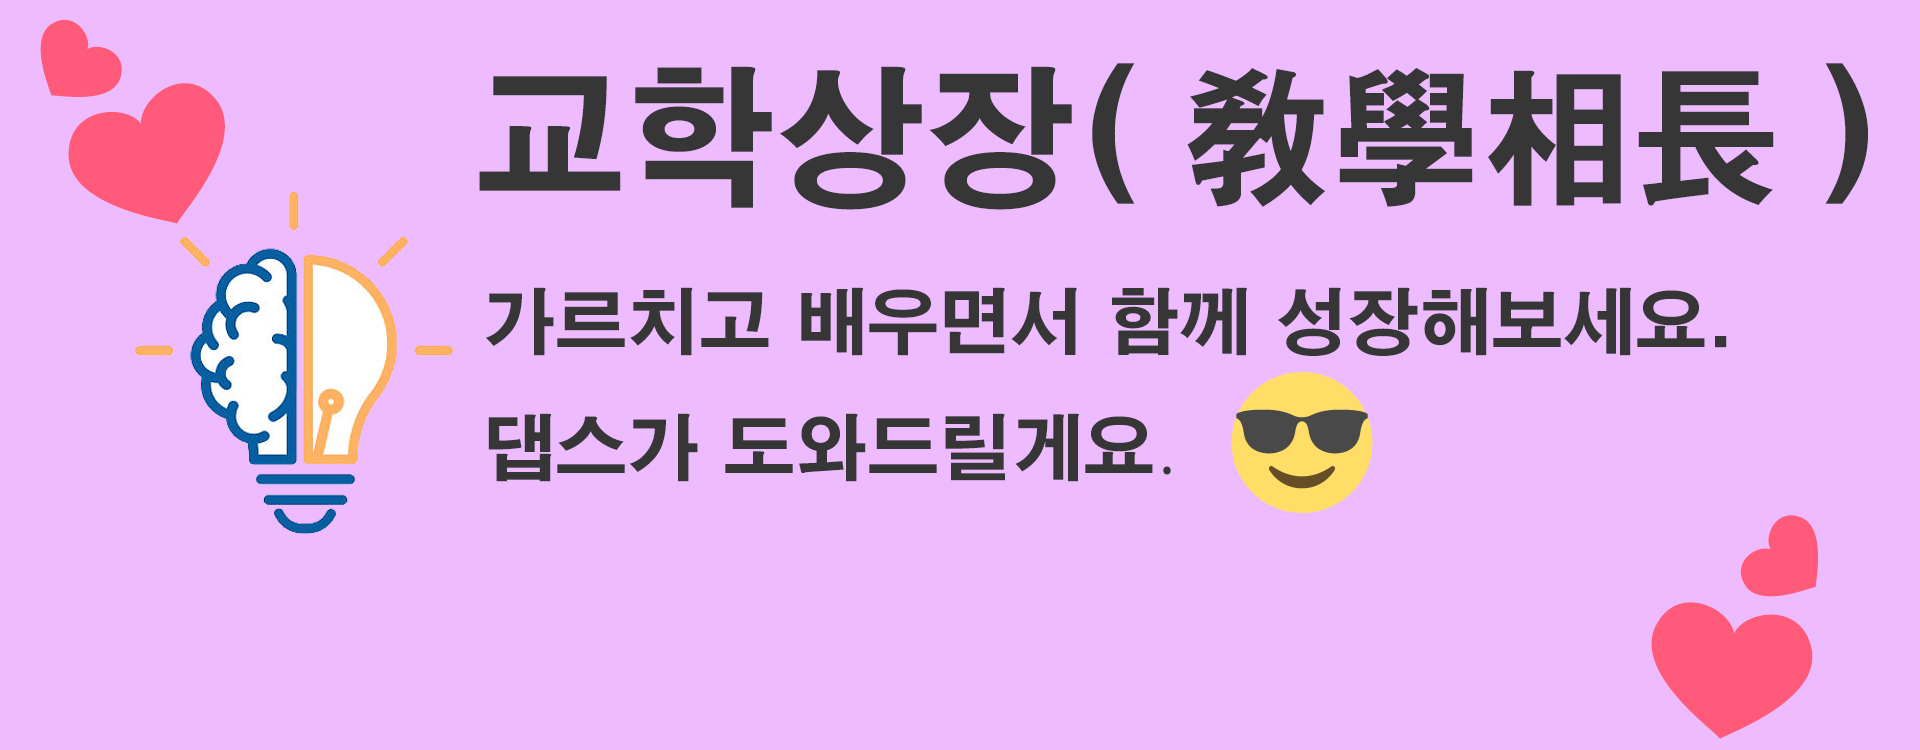 교학상장( 敎學相長 )
가르치고 배우면서 함께 성장해보세요.
댑스가 도와드릴게요.